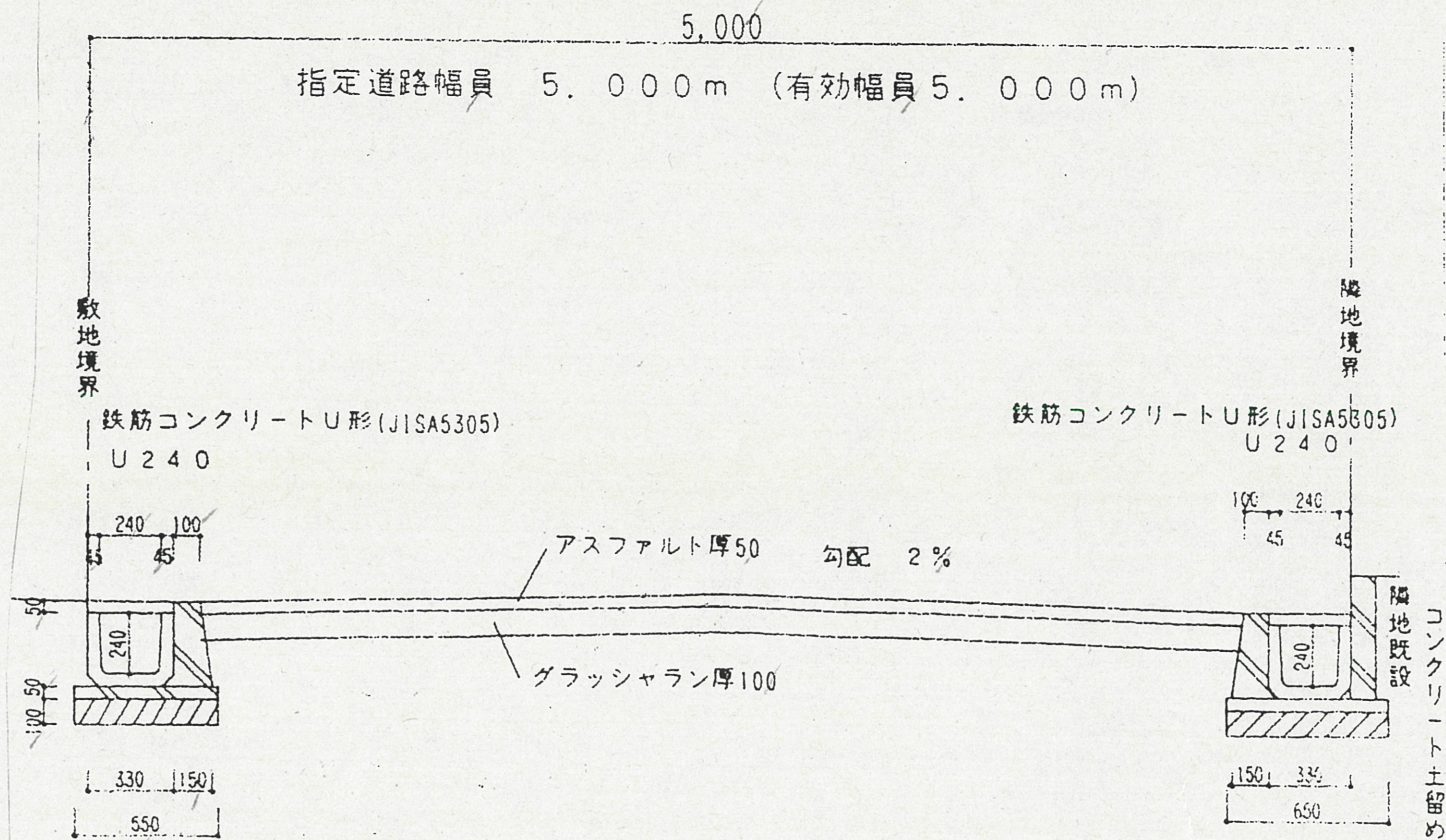 5,000
指定道路幅員 5.000m (有効幅員5.000m)
敷地境界
隣地境界
鉄筋コンクリートU形(JISA5305)
U240
鉄筋コンクリートU形(JISA5305)
U240
240 100
45 45
100 240
45 45
アスファルト厚50 勾配 2%
50
240
50
100
グラッシャラン厚100
240
隣地既設
コンクリート土留め
330 150
550
150 330
650